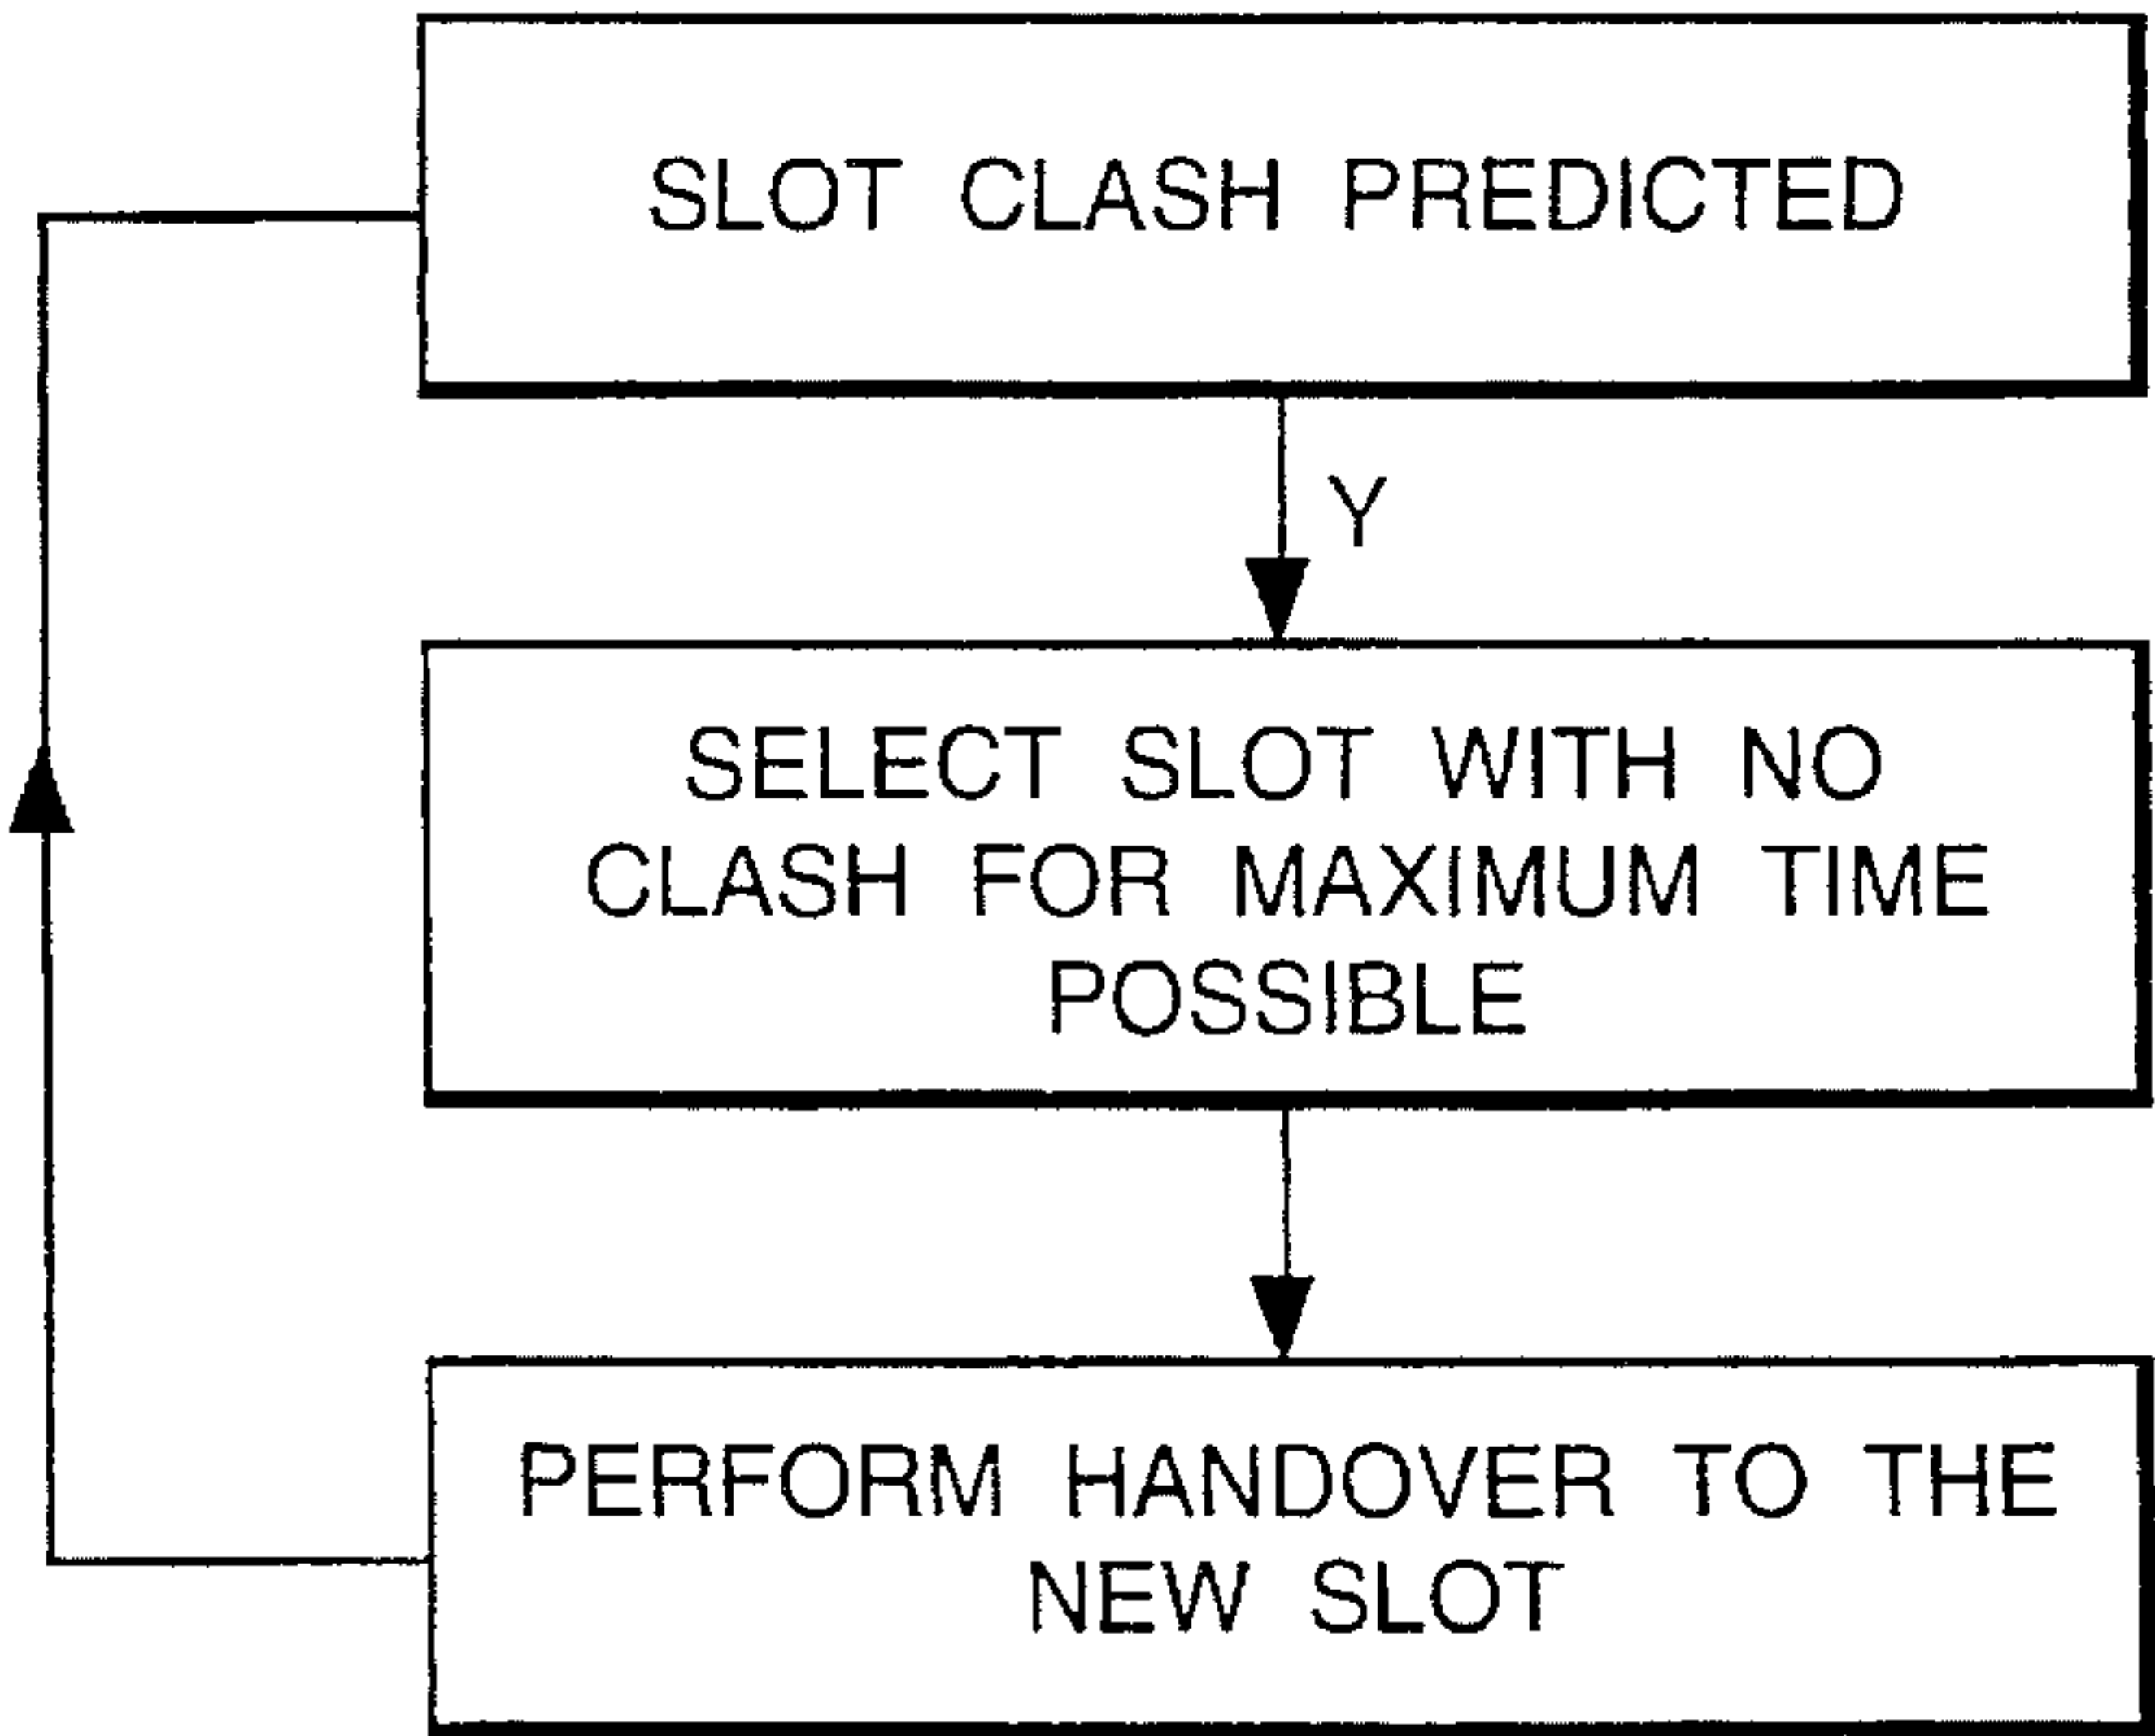 SLOT CLASH PREDICTED
Y
SELECT SLOT WITH NO
CLASH FOR MAXIMUM TIME
POSSIBLE
PERFORM HANDOVER TO THE
NEW SLOT